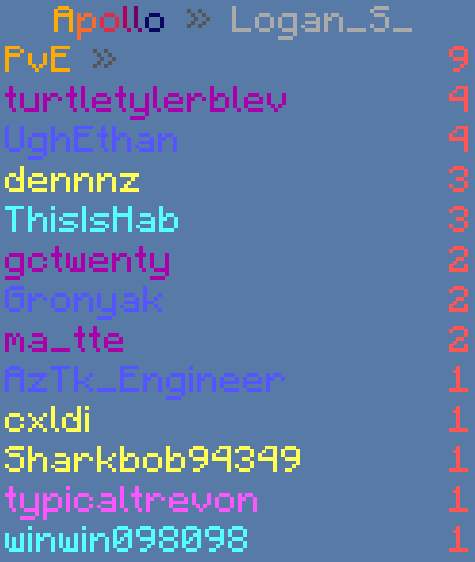 Apollo » Logan_S_
PvE » 9
turtletylerblev 4
UghEthan 4
dennnz 3
ThisIsHab 3
gctwenty 2
Gronyak 2
ma_tte 2
AzTk_Engineer 1
cxldi 1
Sharkbob94349 1
typicaltrevon 1
winwin098098 1